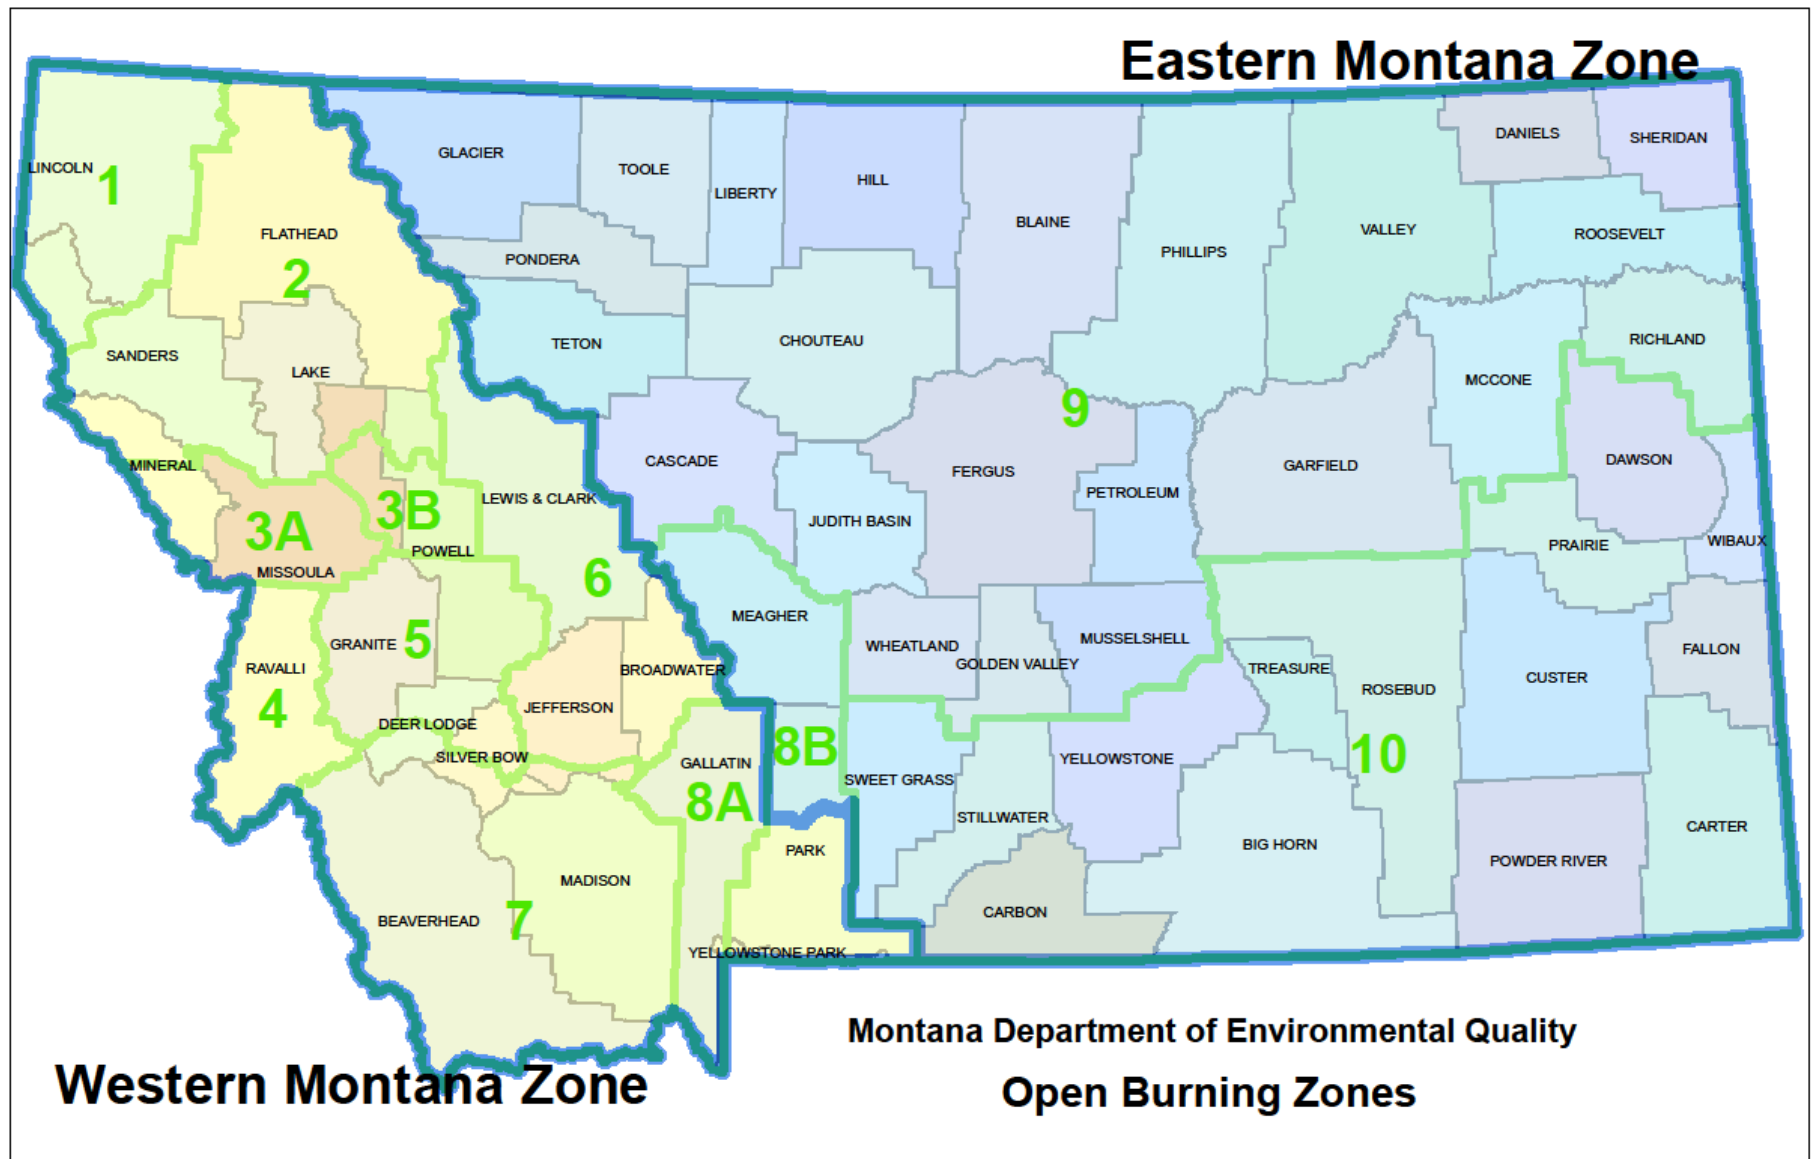 Eastern Montana Zone
DANIELS
SHERIDAN
GLACIER
TOOLE
LIBERTY
HILL
BLAINE
PHILLIPS
VALLEY
ROOSEVELT
LINCOLN
1
FLATHEAD
2
PONDERA
TETON
CHOUTEAU
RICHLAND
SANDERS
LAKE
MCCONE
9
MINERAL
CASCADE
FERGUS
GARFIELD
DAWSON
LEWIS & CLARK
PETROLEUM
3A
3B
JUDITH BASIN
PRAIRIE
WIBAUX
POWELL
MISSOULA
6
MEAGHER
GRANITE
5
WHEATLAND
MUSSELSHELL
GOLDEN VALLEY
FALLON
RAVALLI
BROADWATER
TREASURE
CUSTER
ROSEBUD
4
JEFFERSON
DEER LODGE
SILVER BOW
GALLATIN
8B
YELLOWSTONE
10
8A
SWEET GRASS
STILLWATER
CARTER
PARK
BIG HORN
POWDER RIVER
MADISON
BEAVERHEAD
7
CARBON
YELLOWSTONE PARK
Montana Department of Environmental Quality
Western Montana Zone
Open Burning Zones